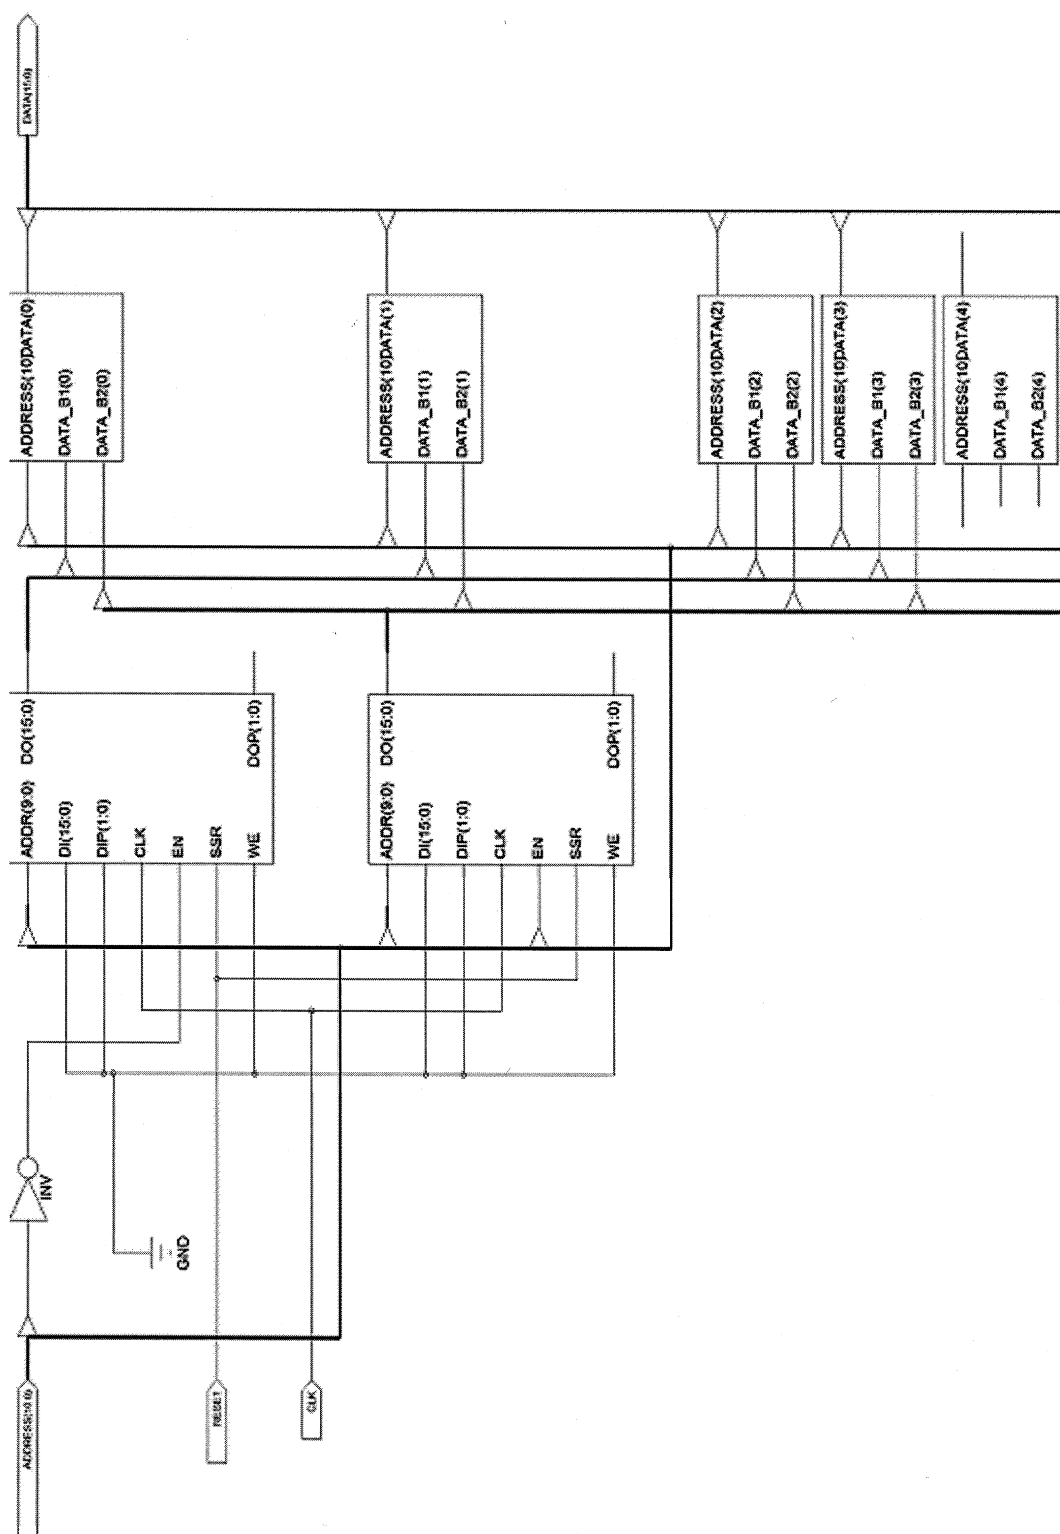 DATA(15:0)
ADDRESS(10DATA(0)
DATA_B1(0)
DATA_B2(0)
ADDRESS(10DATA(1)
DATA_B1(1)
DATA_B2(1)
ADDRESS(10DATA(2)
DATA_B1(2)
DATA_B2(2)
ADDRESS(10DATA(3)
DATA_B1(3)
DATA_B2(3)
ADDRESS(10DATA(4)
DATA_B1(4)
DATA_B2(4)
ADDR(9:0) DO(15:0)
DI(15:0)
DIP(1:0)
CLK
EN
SSR
WE DOP(1:0)
ADDR(9:0) DO(15:0)
DI(15:0)
DIP(1:0)
CLK
EN
SSR
WE DOP(1:0)
INV
GND
ADDRESS(10:0)
RESET
CLK